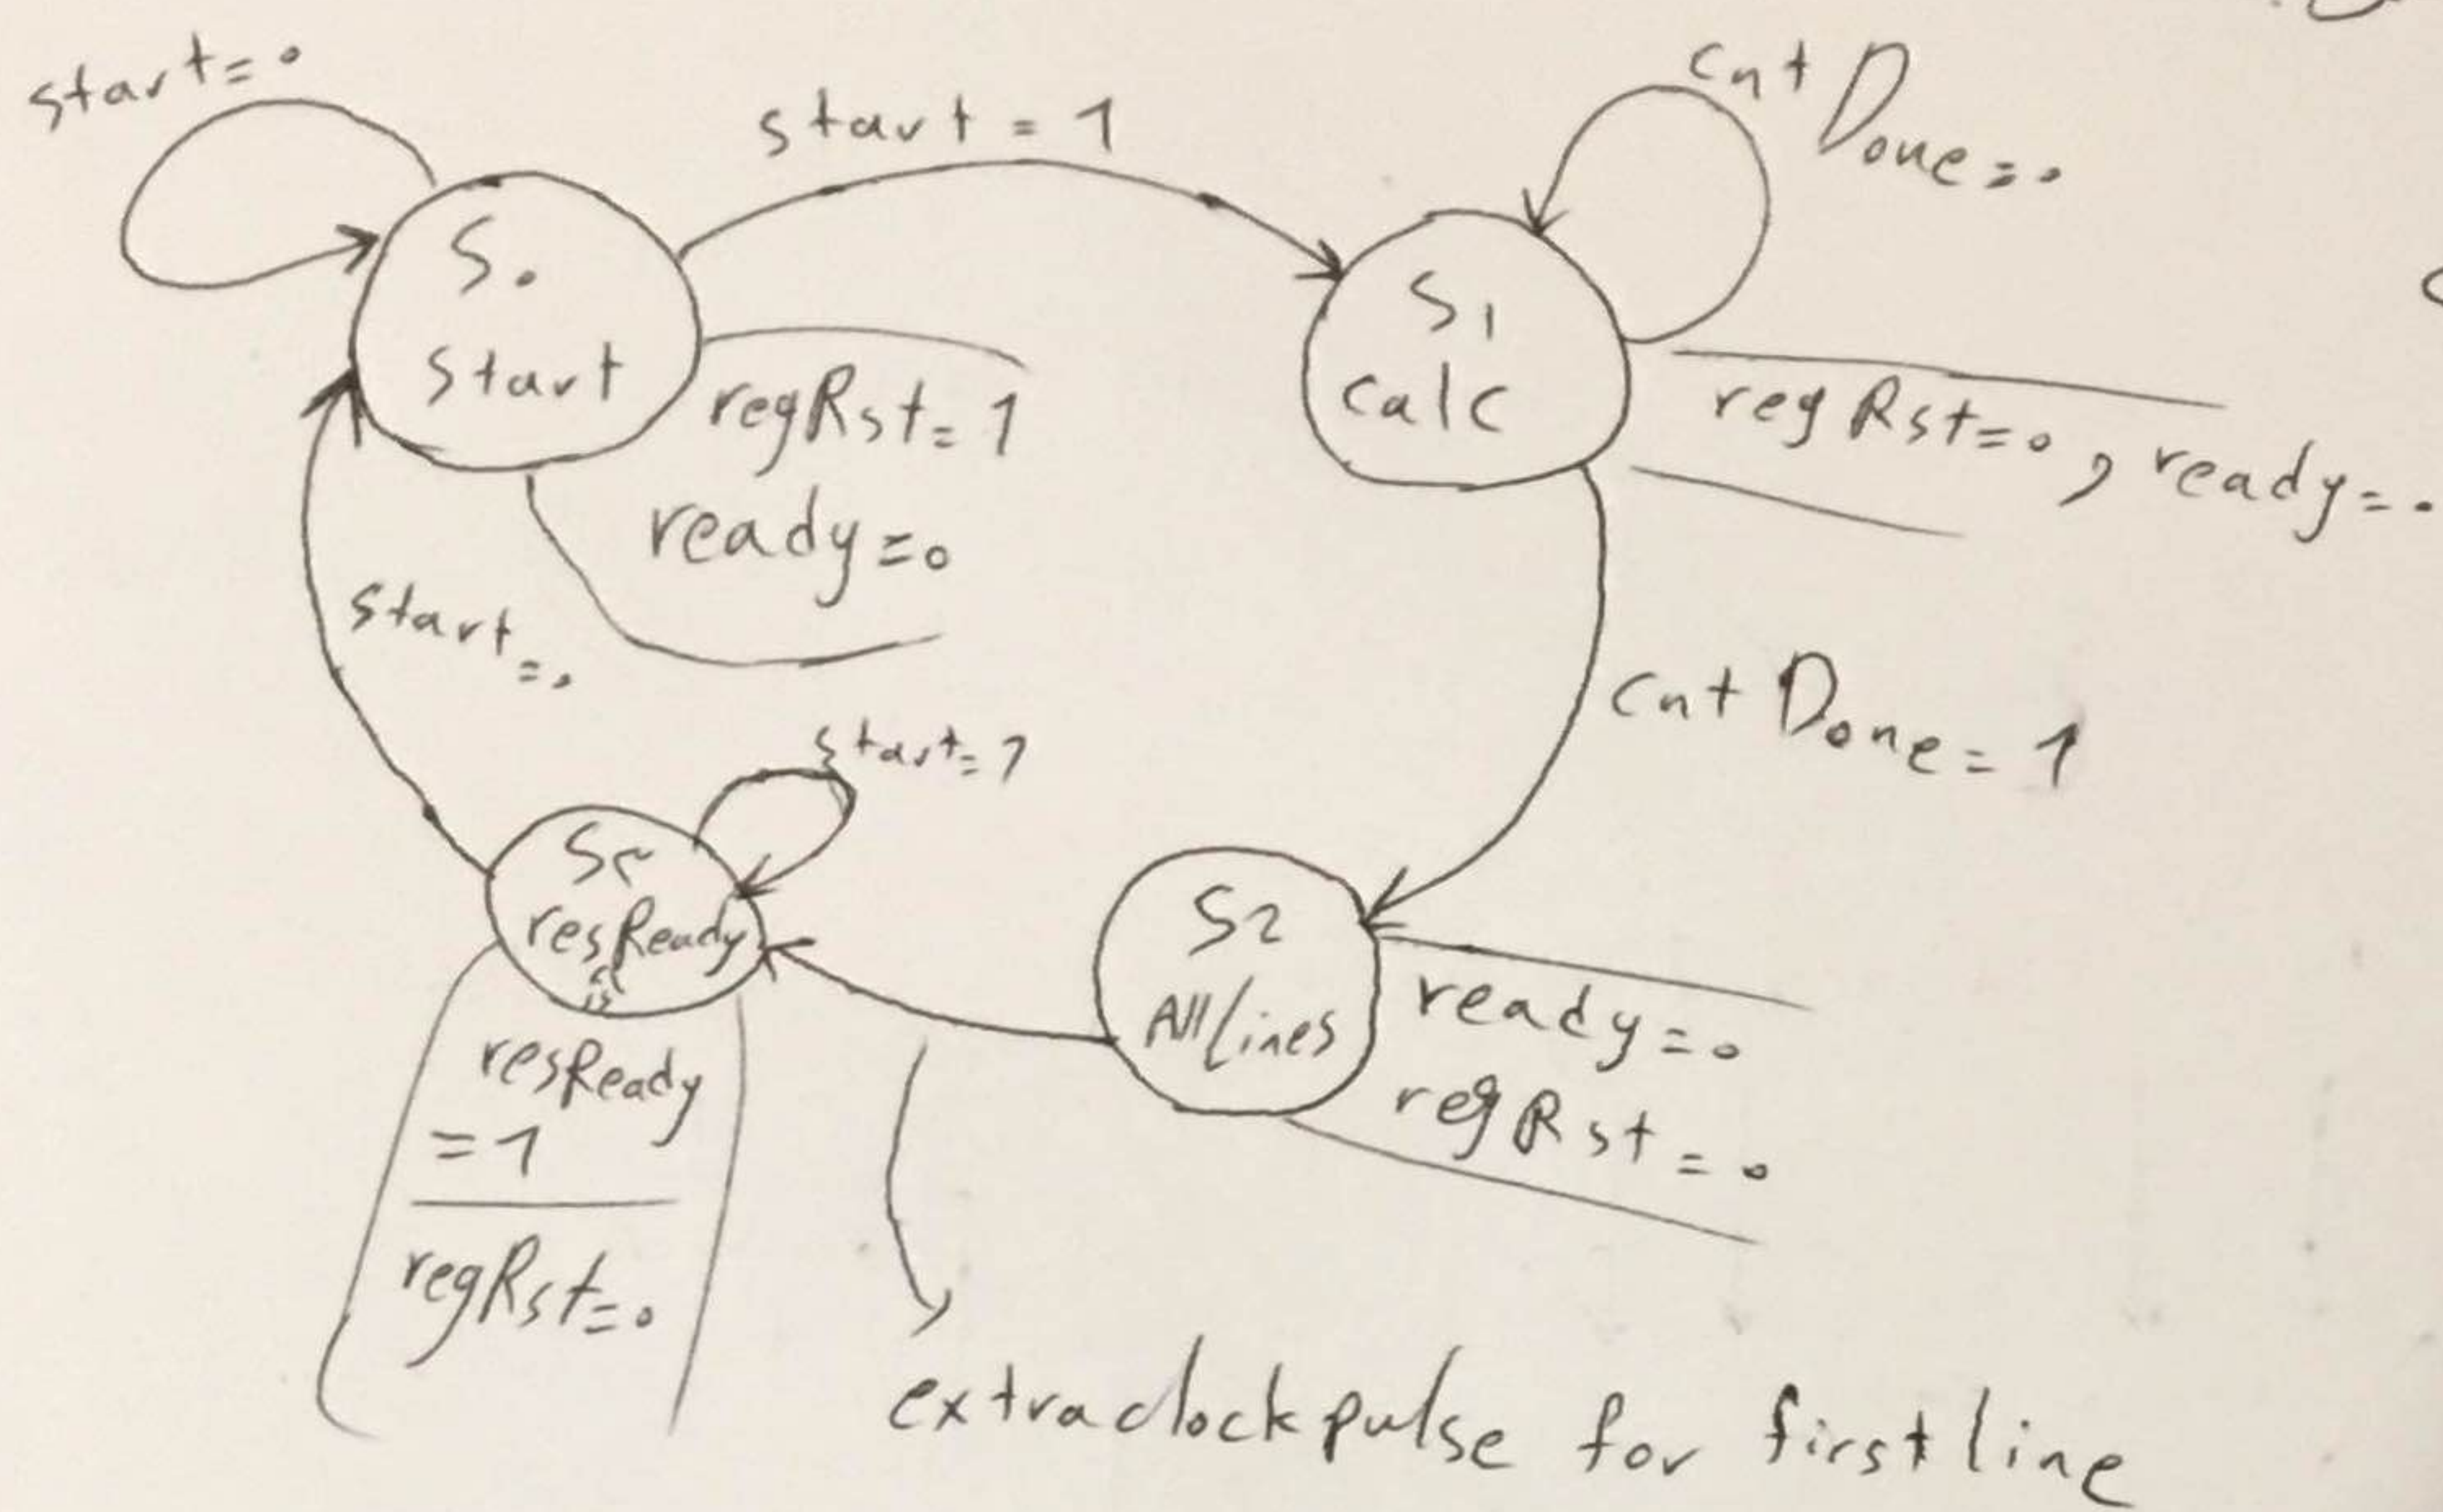 start=0
start = 1
cnt Done=0
S0
start
regRst=1
ready=0
S1
calc
reg Rst=0, ready=0
start=0
start=1
cnt Done=1
S3
resReady
resReady
=1
regRst=0
S2
All lines
ready=0
regRst=0
extra clock pulse for first line